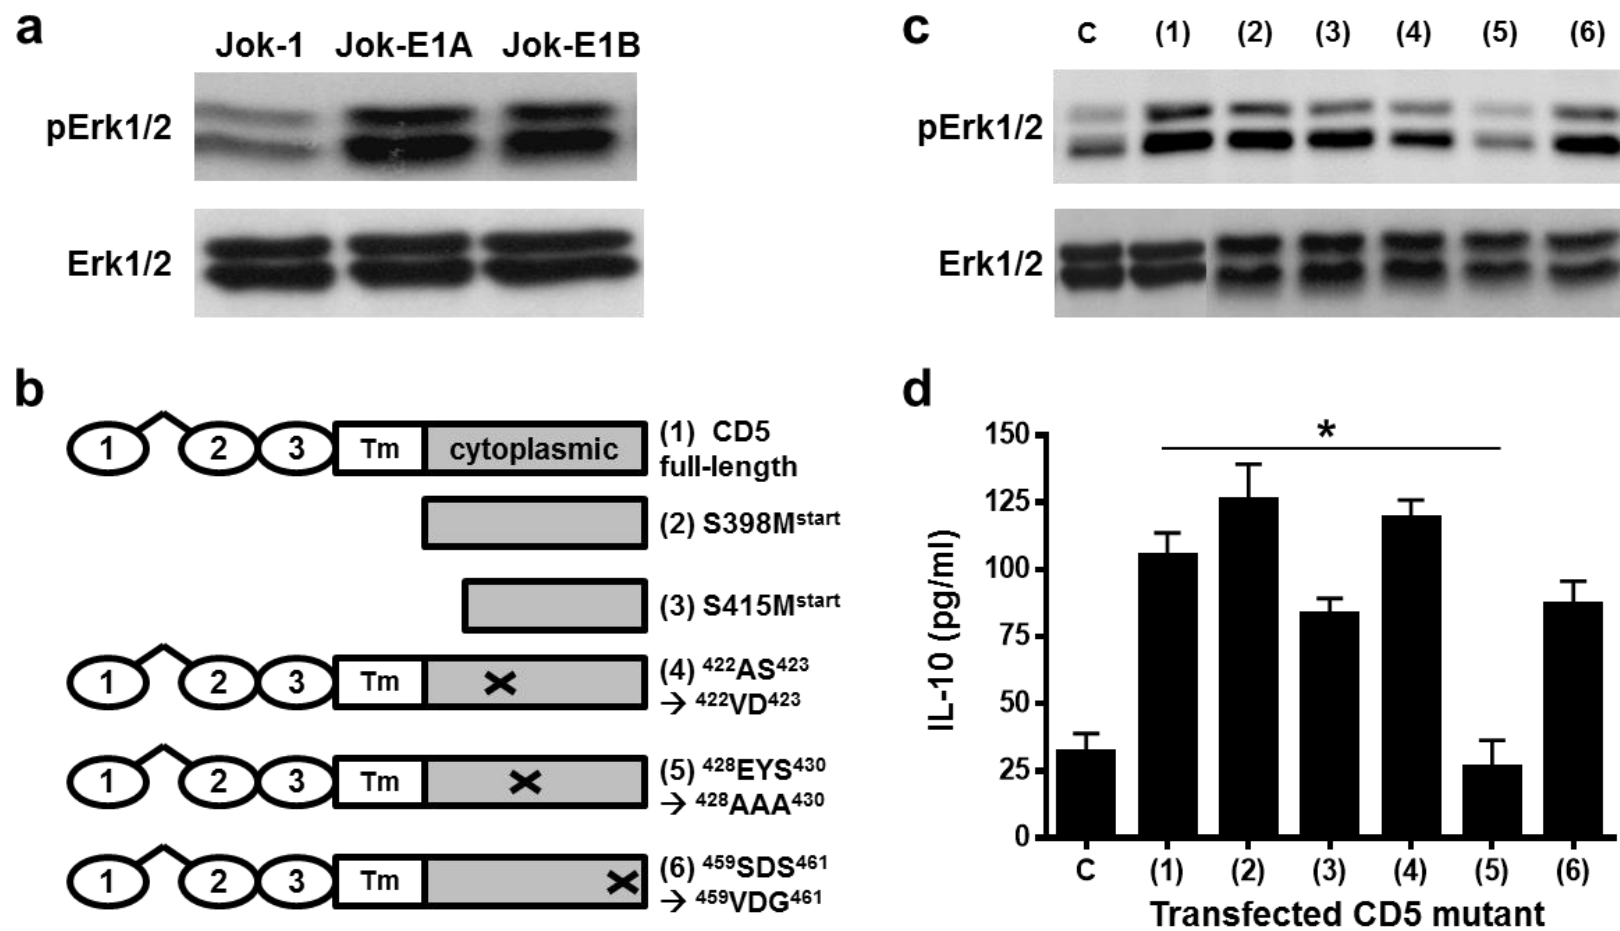 a
Jok-1 Jok-E1A Jok-E1B
pErk1/2
Erk1/2
b
1 2 3 Tm cytoplasmic (1) CD5
full-length
(2) S398Mˢᵗᵃʳᵗ
(3) S415Mˢᵗᵃʳᵗ
1 2 3 Tm (4) ⁴²²AS⁴²³
→ ⁴²²VD⁴²³
1 2 3 Tm (5) ⁴²⁸EYS⁴³⁰
→ ⁴²⁸AAA⁴³⁰
1 2 3 Tm (6) ⁴⁵⁹SDS⁴⁶¹
→ ⁴⁵⁹VDG⁴⁶¹
c
C (1) (2) (3) (4) (5) (6)
pErk1/2
Erk1/2
d
*
IL-10 (pg/ml)
150
125
100
75
50
25
0
C (1) (2) (3) (4) (5) (6)
Transfected CD5 mutant